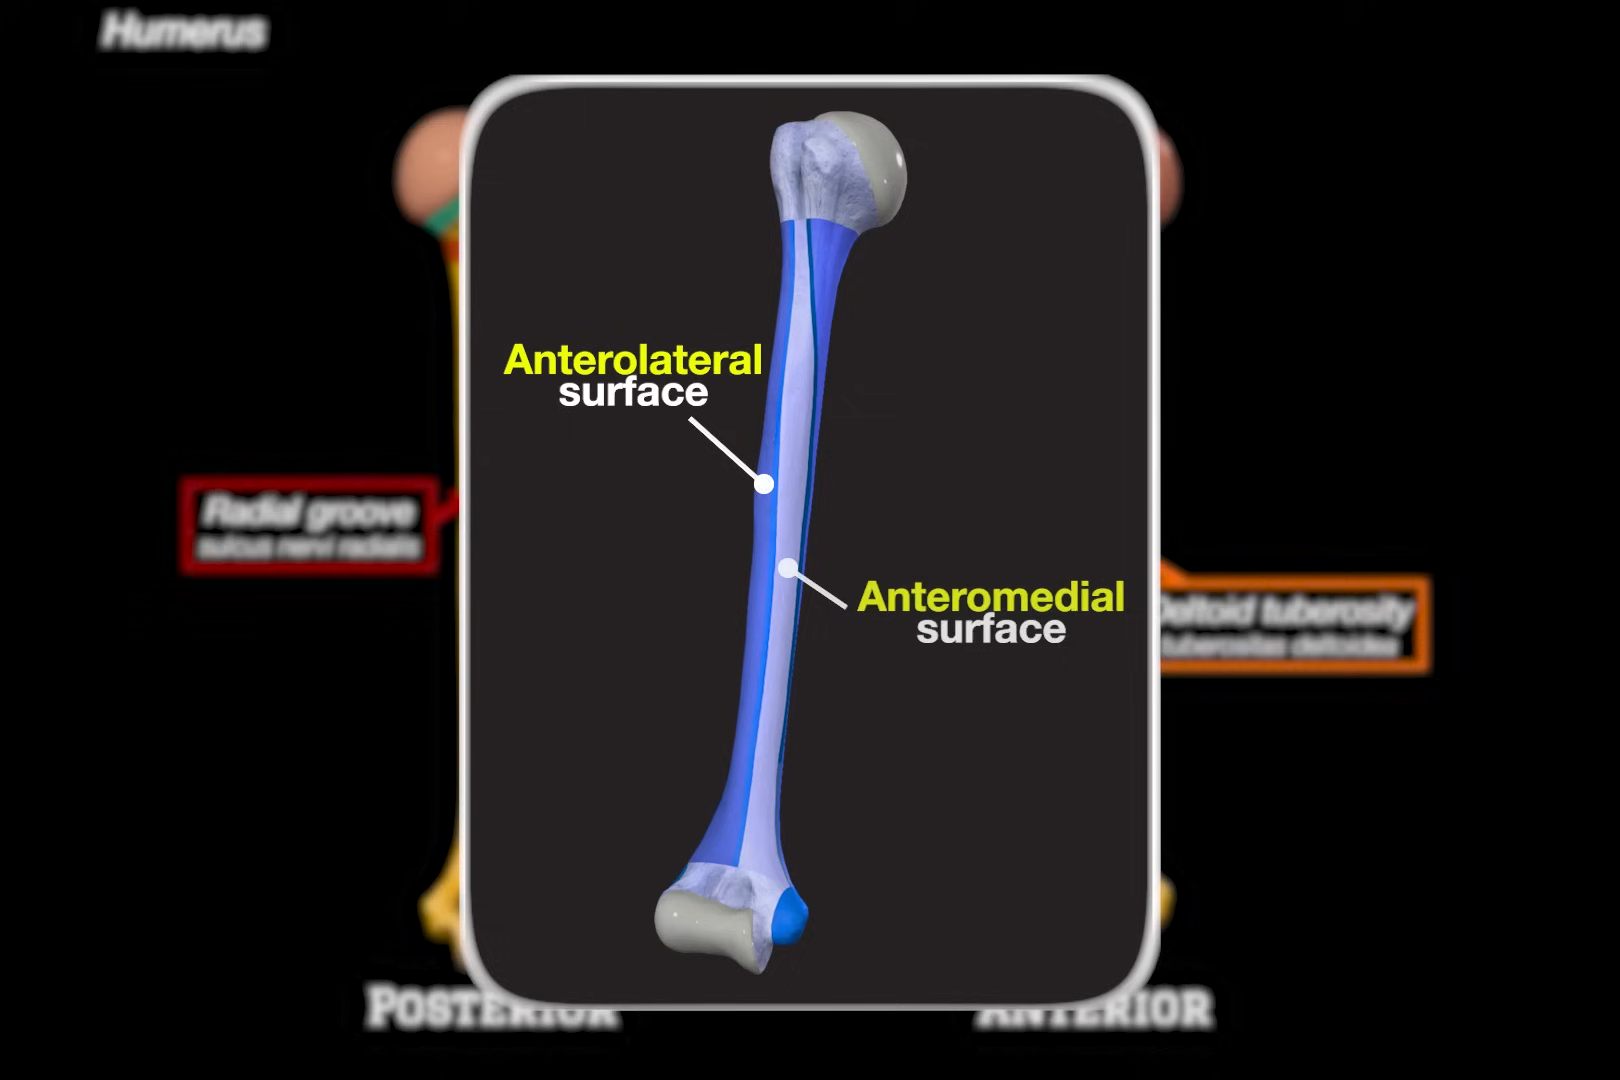 Humerus
Anterolateral
surface
Radial groove
sulcus nervi radialis
Anteromedial
surface
Deltoid tuberosity
tuberositas deltoidea
POSTERIOR
ANTERIOR